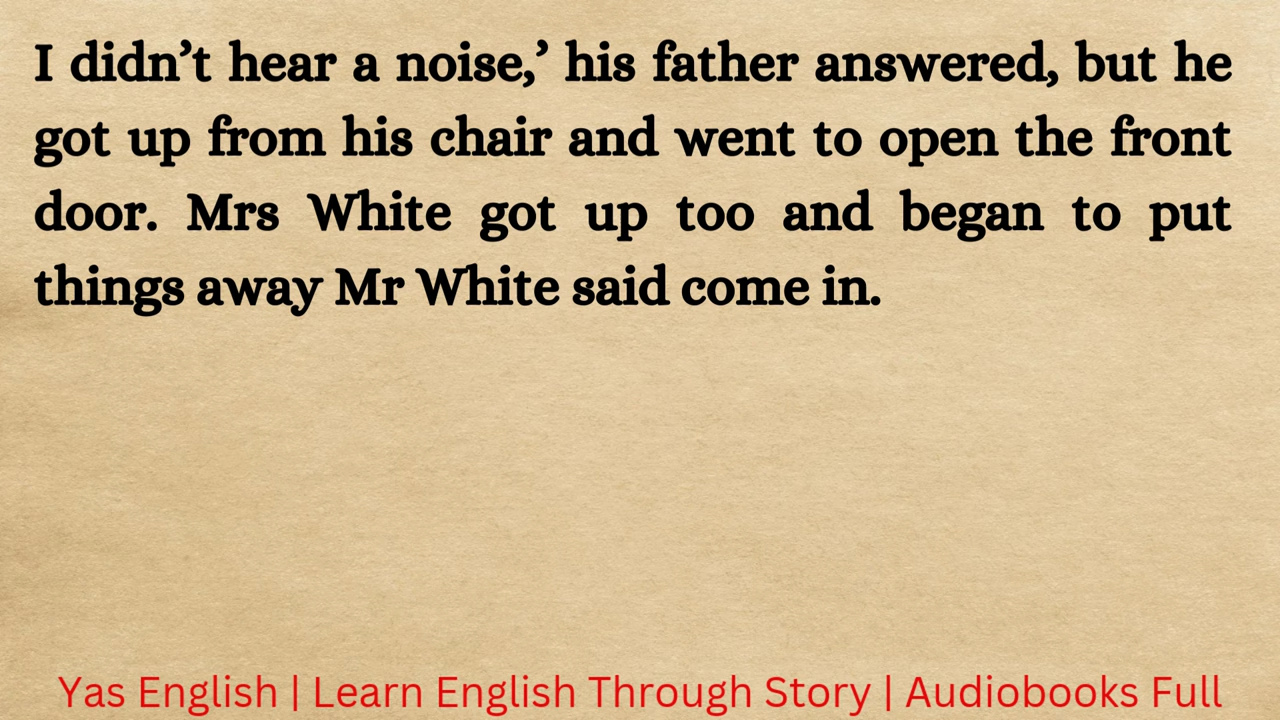 I didn’t hear a noise,’ his father answered, but he
got up from his chair and went to open the front
door. Mrs White got up too and began to put
things away Mr White said come in.
Yas English | Learn English Through Story | Audiobooks Full